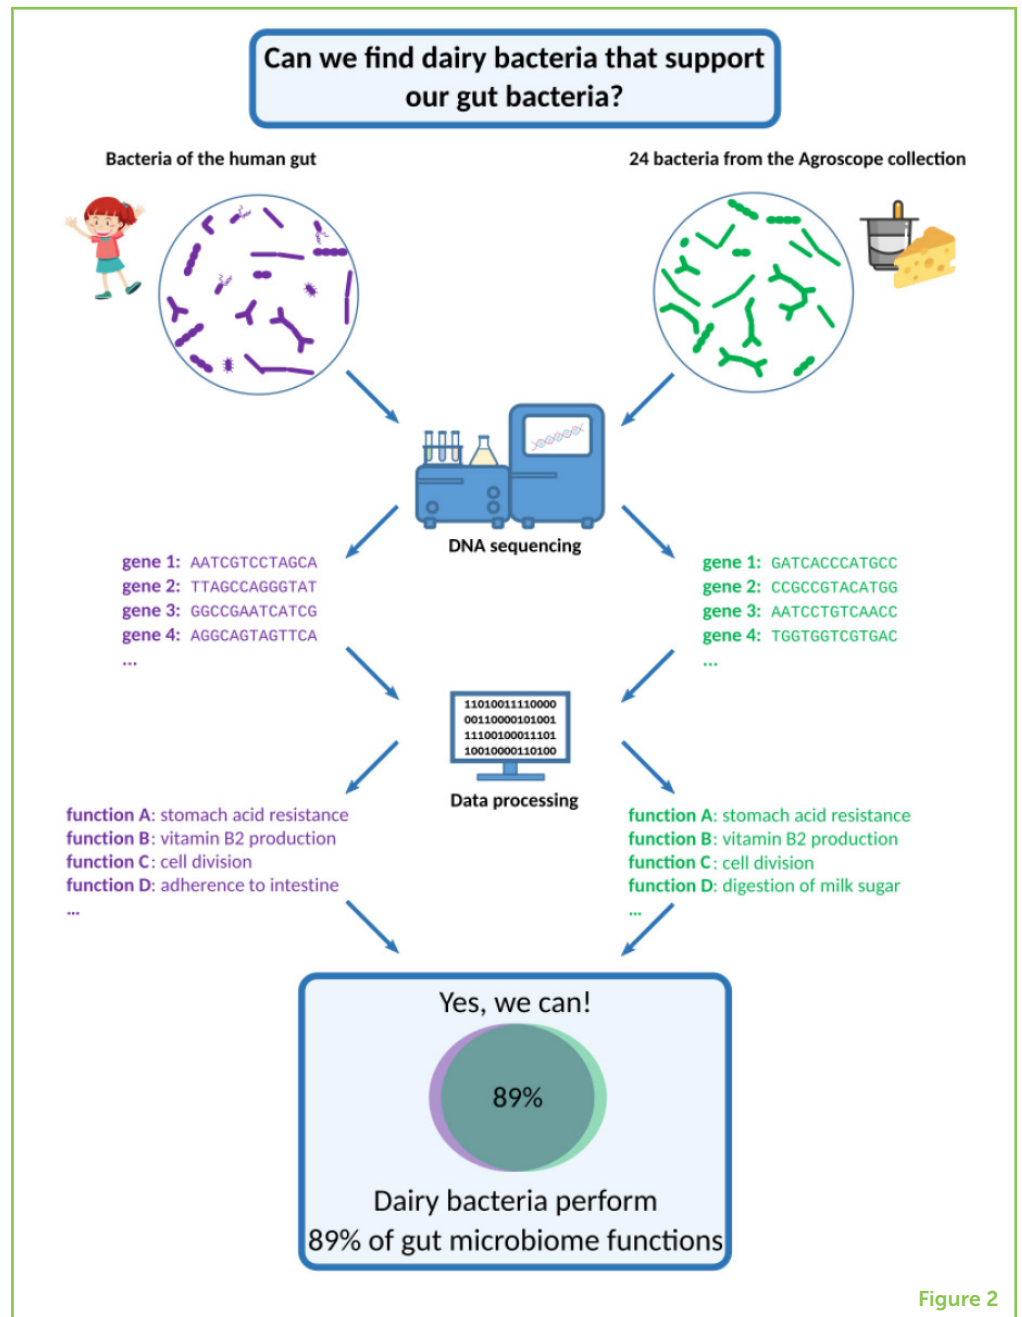 Can we find dairy bacteria that support
our gut bacteria?
Bacteria of the human gut
24 bacteria from the Agroscope collection
DNA sequencing
gene 1: AATCGTCCTAGCA
gene 2: TTAGCCAGGGTAT
gene 3: GGCCGAATCATCG
gene 4: AGGCAGTAGTTCA
...
gene 1: GATCACCCATGCC
gene 2: CCGCCGTACATGG
gene 3: AATCCTGTCAACC
gene 4: TGGTGGTCGTGAC
...
11010011110000
00110000101001
11100100011101
10010000110100
Data processing
function A: stomach acid resistance
function B: vitamin B2 production
function C: cell division
function D: adherence to intestine
...
function A: stomach acid resistance
function B: vitamin B2 production
function C: cell division
function D: digestion of milk sugar
...
Yes, we can!
89%
Dairy bacteria perform
89% of gut microbiome functions
Figure 2